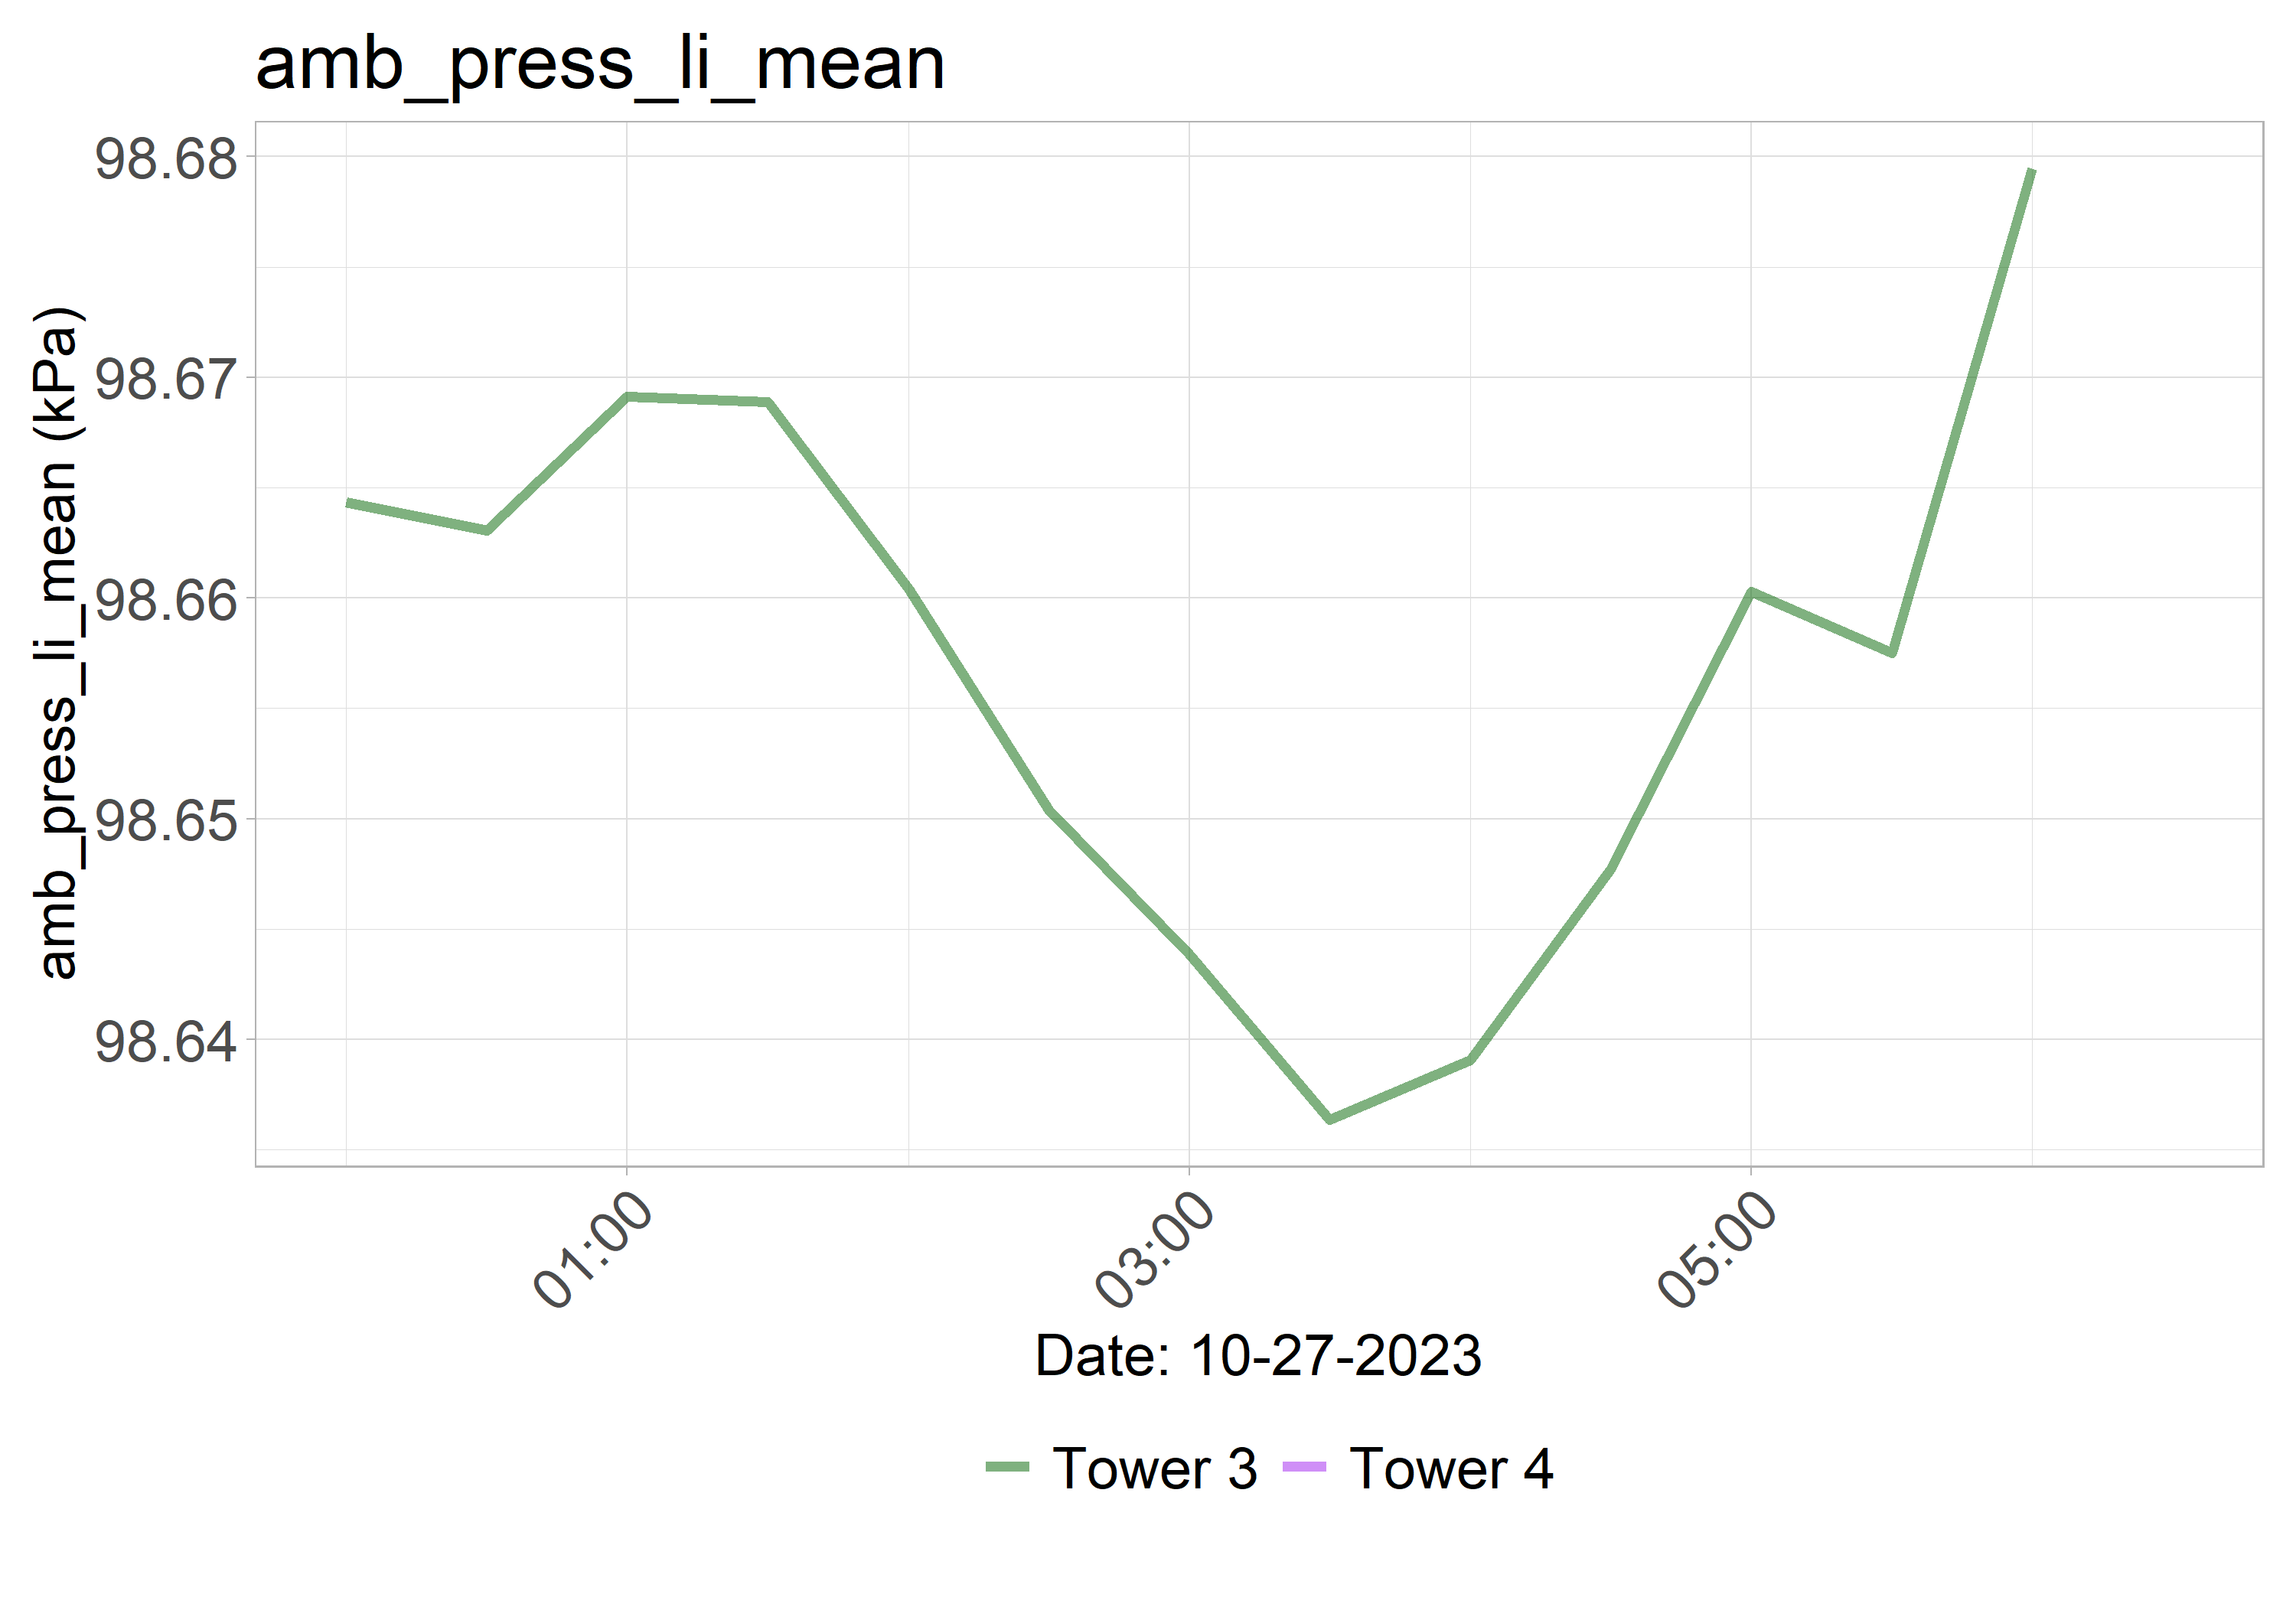 amb_press_li_mean
amb_press_li_mean (kPa)
98.68
98.67
98.66
98.65
98.64
01:00 03:00 05:00
Date: 10-27-2023
Tower 3 Tower 4